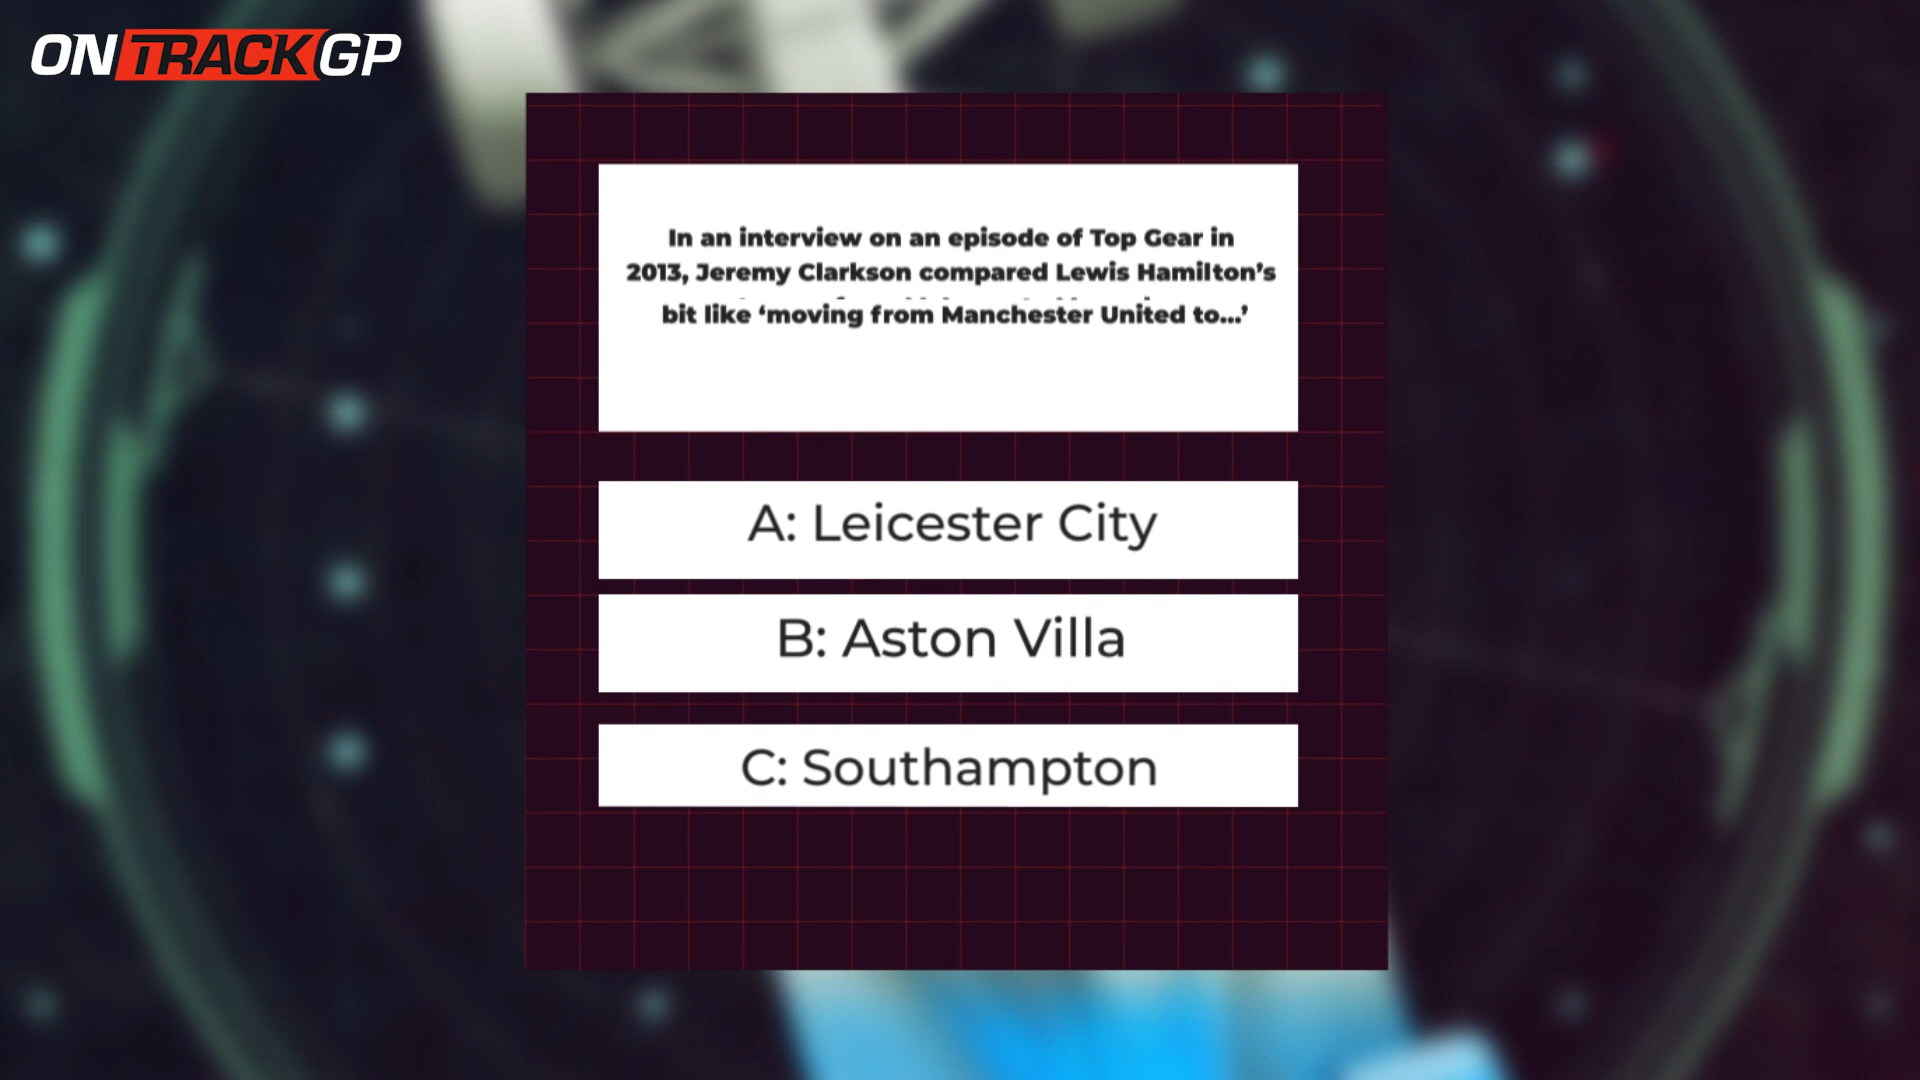 ONTRACKGP
In an interview on an episode of Top Gear in
2013, Jeremy Clarkson compared Lewis Hamilton’s
bit like ‘moving from Manchester United to...’
A: Leicester City
B: Aston Villa
C: Southampton